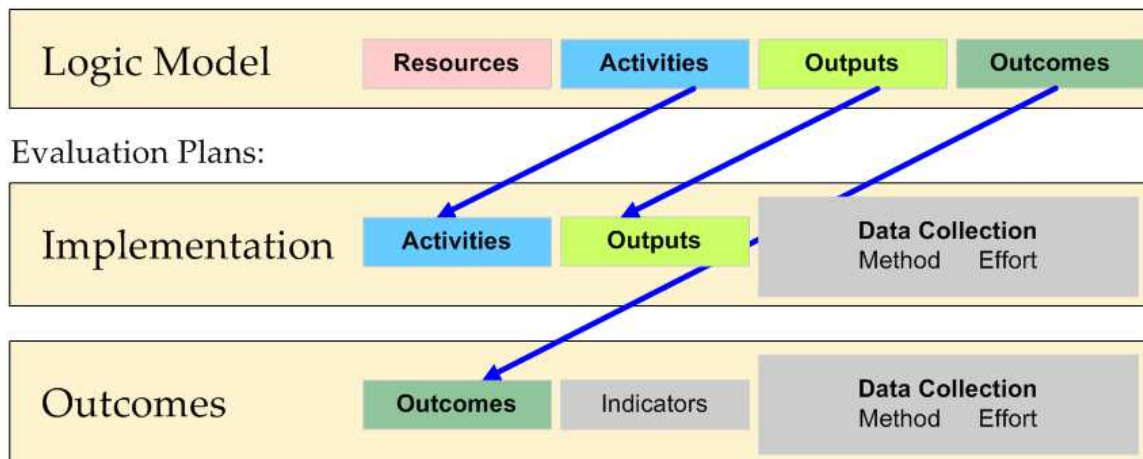 Logic Model Resources Activities Outputs Outcomes
Evaluation Plans:
Implementation Activities Outputs Data Collection
Method Effort
Outcomes Outcomes Indicators Data Collection
Method Effort